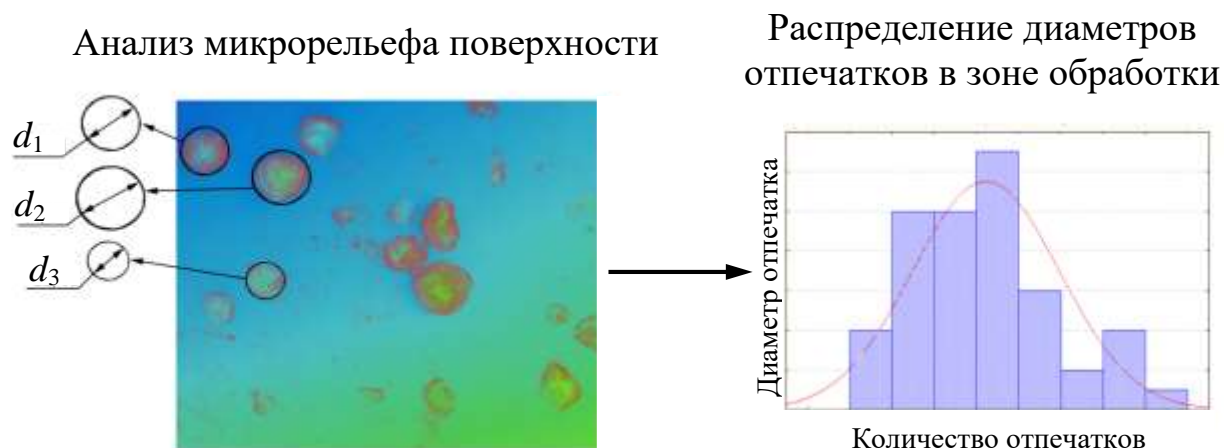 Анализ микрорельефа поверхности
d1
d2
d3
Распределение диаметров
отпечатков в зоне обработки
Диаметр отпечатка
Количество отпечатков